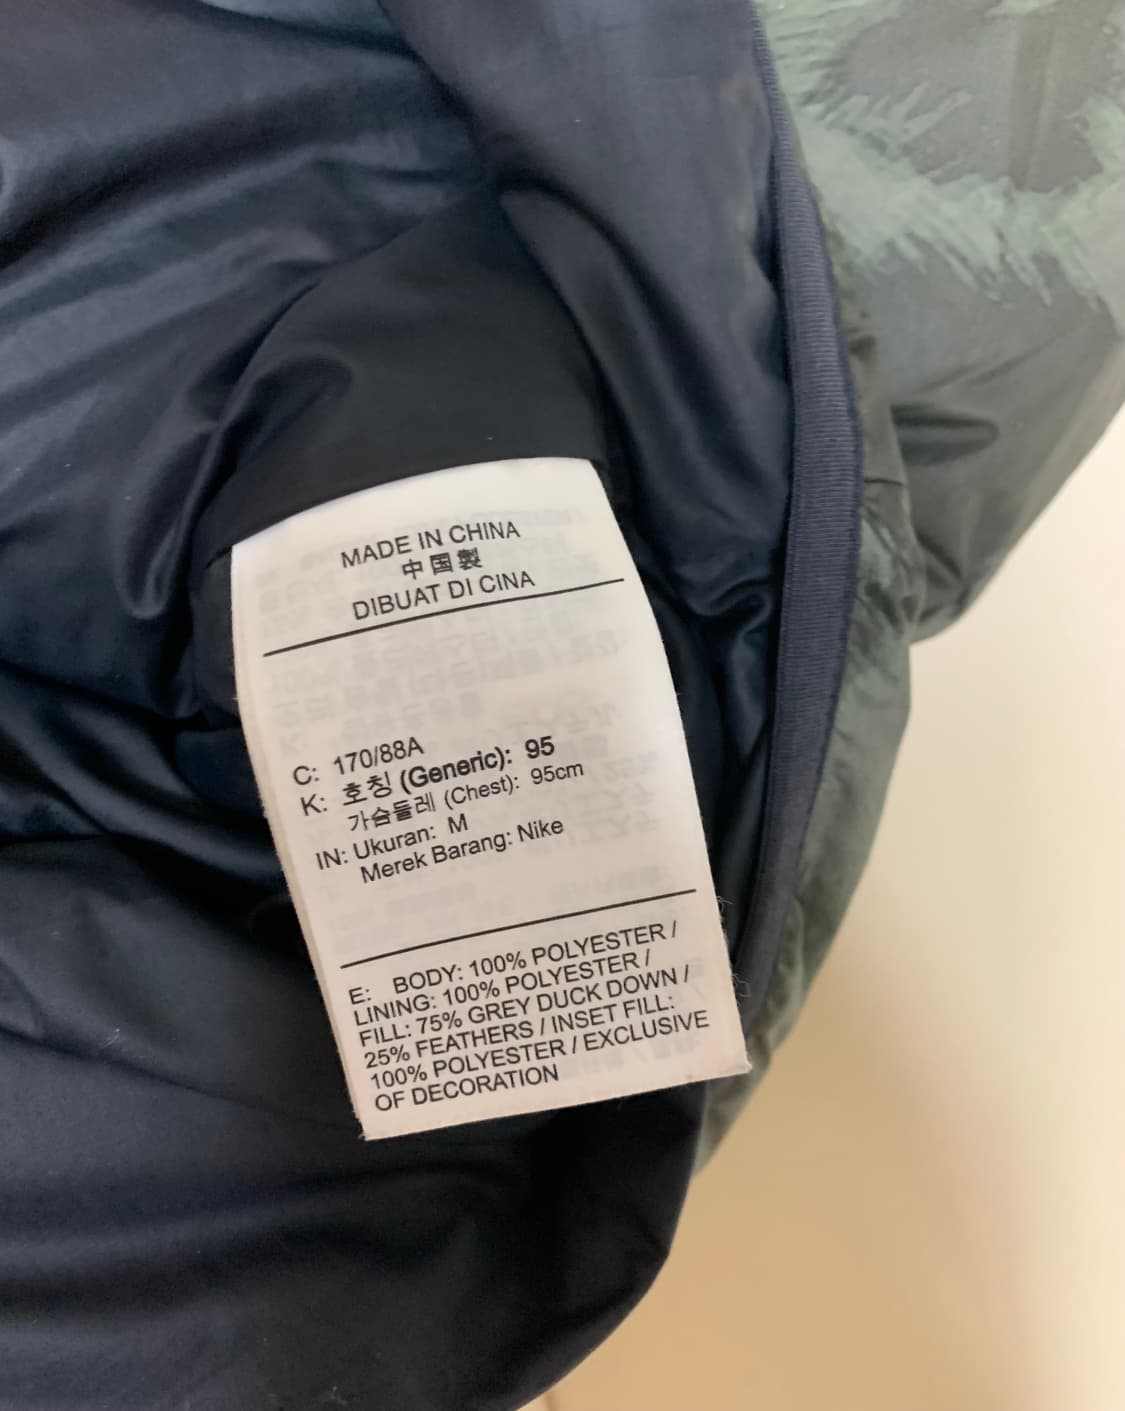 MADE IN CHINA
中国製
DIBUAT DI CINA
C: 170/88A
K: 호칭 (Generic): 95
가슴둘레 (Chest): 95cm
IN: Ukuran: M
Merek Barang: Nike
E: BODY: 100% POLYESTER /
LINING: 100% POLYESTER /
FILL: 75% GREY DUCK DOWN /
25% FEATHERS / INSET FILL:
100% POLYESTER / EXCLUSIVE
OF DECORATION